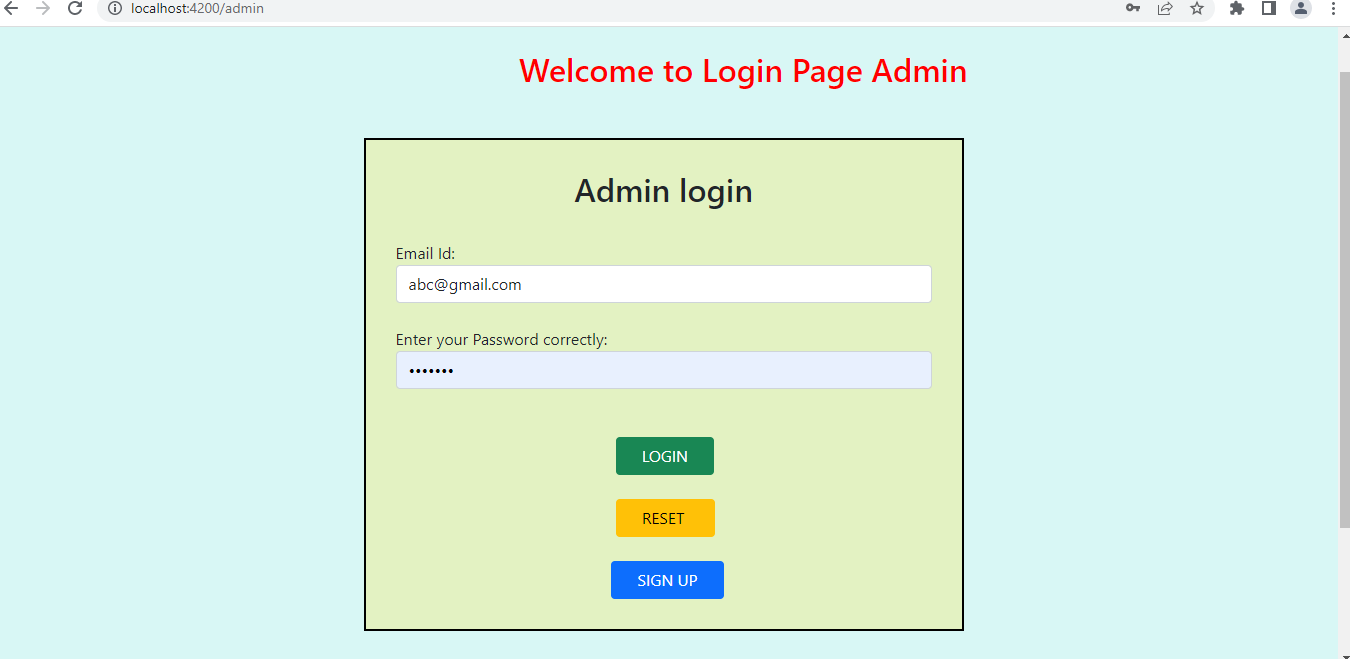 localhost:4200/admin
Welcome to Login Page Admin
Admin login
Email Id:
abc@gmail.com
Enter your Password correctly:
•••••••
LOGIN
RESET
SIGN UP